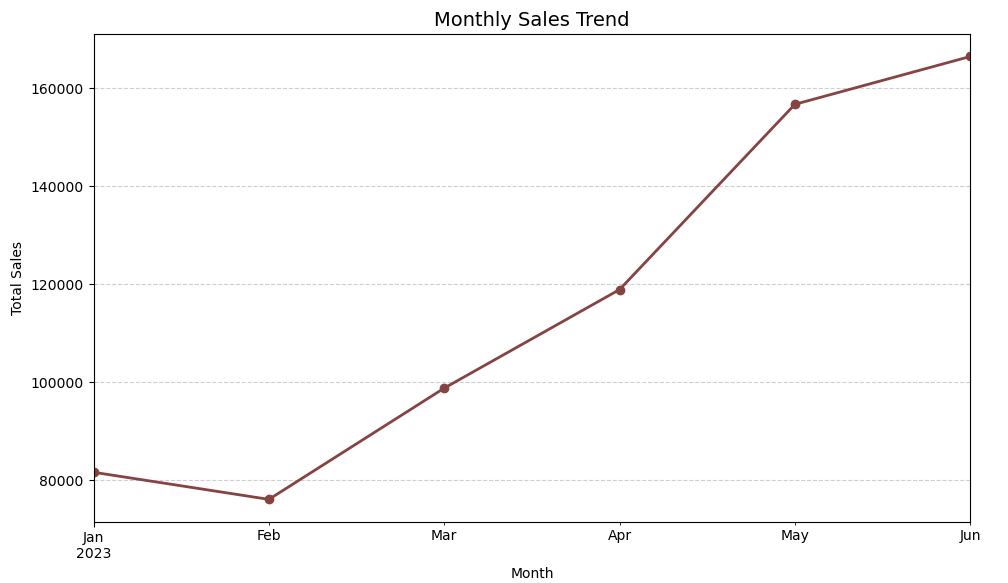 Monthly Sales Trend
160000
140000
120000
100000
80000
Total Sales
Jan Feb Mar Apr May Jun
2023
Month